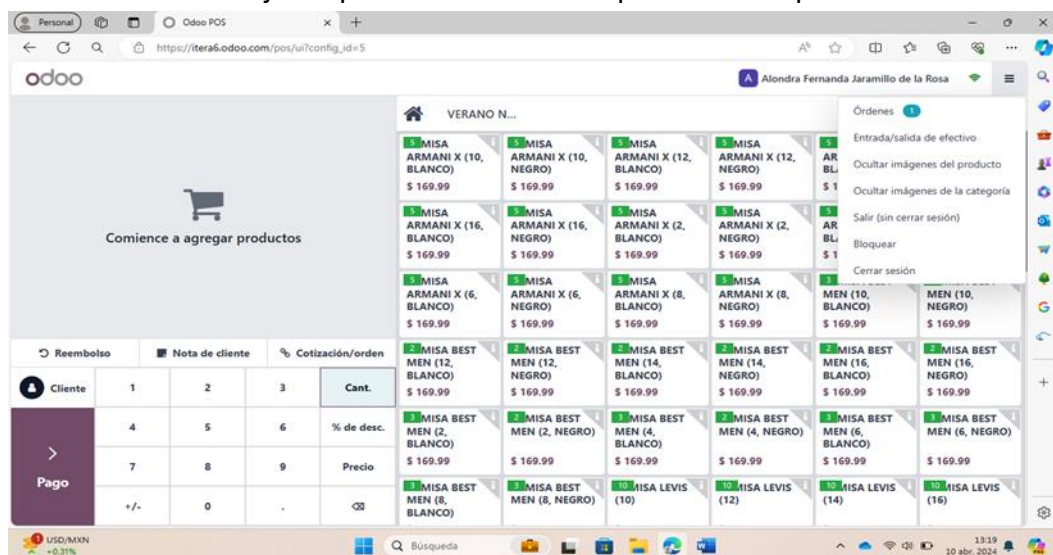 Personal
Odoo POS
https://itera6.odoo.com/pos/ui?config_id=5
odoo
A Alondra Fernanda Jaramillo de la Rosa
VERANO N...
Órdenes 1
Entrada/salida de efectivo
Ocultar imágenes del producto
Ocultar imágenes de la categoría
Salir (sin cerrar sesión)
Bloquear
Cerrar sesión
Comience a agregar productos
5 MISA ARMANI X (10, BLANCO) $ 169.99
5 MISA ARMANI X (10, NEGRO) $ 169.99
5 MISA ARMANI X (12, BLANCO) $ 169.99
5 MISA ARMANI X (12, NEGRO) $ 169.99
5 MISA ARMANI X (16, BLANCO) $ 169.99
5 MISA ARMANI X (16, NEGRO) $ 169.99
5 MISA ARMANI X (2, BLANCO) $ 169.99
5 MISA ARMANI X (2, NEGRO) $ 169.99
5 MISA ARMANI X (6, BLANCO) $ 169.99
5 MISA ARMANI X (6, NEGRO) $ 169.99
5 MISA ARMANI X (8, BLANCO) $ 169.99
5 MISA ARMANI X (8, NEGRO) $ 169.99
MEN (10, BLANCO) $ 169.99
MEN (10, NEGRO) $ 169.99
2 MISA BEST MEN (12, BLANCO) $ 169.99
2 MISA BEST MEN (12, NEGRO) $ 169.99
2 MISA BEST MEN (14, BLANCO) $ 169.99
2 MISA BEST MEN (14, NEGRO) $ 169.99
2 MISA BEST MEN (16, BLANCO) $ 169.99
2 MISA BEST MEN (16, NEGRO) $ 169.99
3 MISA BEST MEN (2, BLANCO) $ 169.99
2 MISA BEST MEN (2, NEGRO) $ 169.99
3 MISA BEST MEN (4, BLANCO) $ 169.99
2 MISA BEST MEN (4, NEGRO) $ 169.99
3 MISA BEST MEN (6, BLANCO) $ 169.99
3 MISA BEST MEN (6, NEGRO) $ 169.99
3 MISA BEST MEN (8, BLANCO)
3 MISA BEST MEN (8, NEGRO)
10 MISA LEVIS (10)
10 MISA LEVIS (12)
10 MISA LEVIS (14)
10 MISA LEVIS (16)
Reembolso Nota de cliente Cotización/orden
Cliente 1 2 3 Cant.
4 5 6 % de desc.
Pago
7 8 9 Precio
+/- 0 .
USD/MXN
+0.31%
Búsqueda
13:19
10 abr. 2024